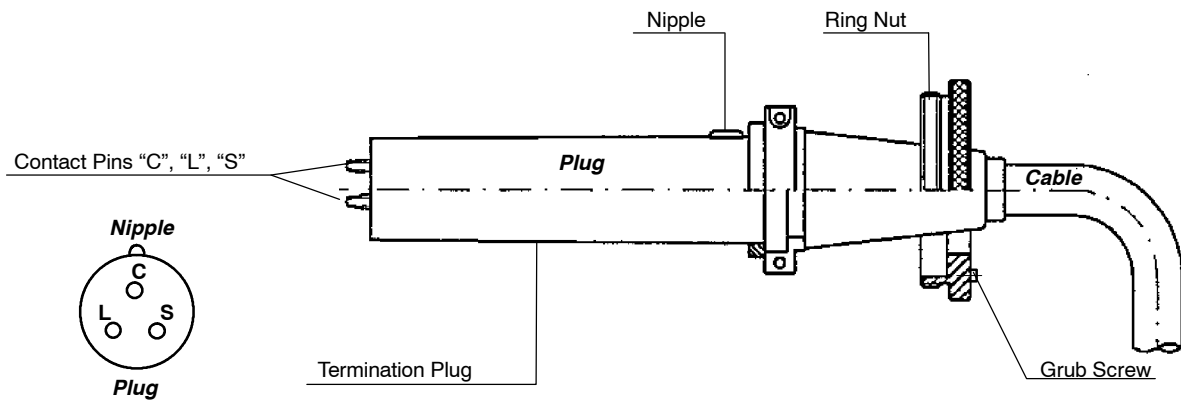 Nipple
Ring Nut
Plug
Contact Pins “C”, “L”, “S”
Cable
Nipple
C
L S
Termination Plug
Grub Screw
Plug